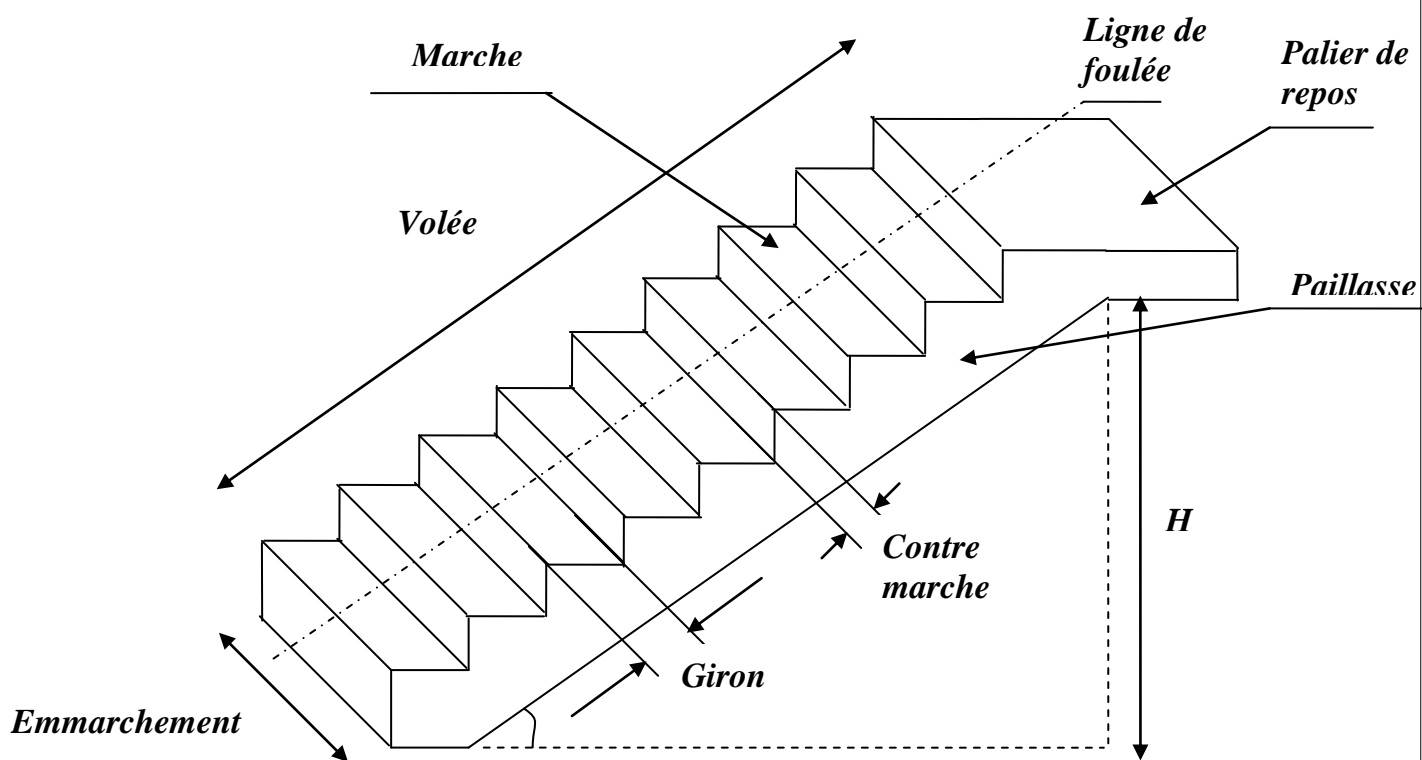 Marche
Ligne de
foulée
Palier de
repos
Volée
Paillasse
H
Contre
marche
Giron
Emmarchement